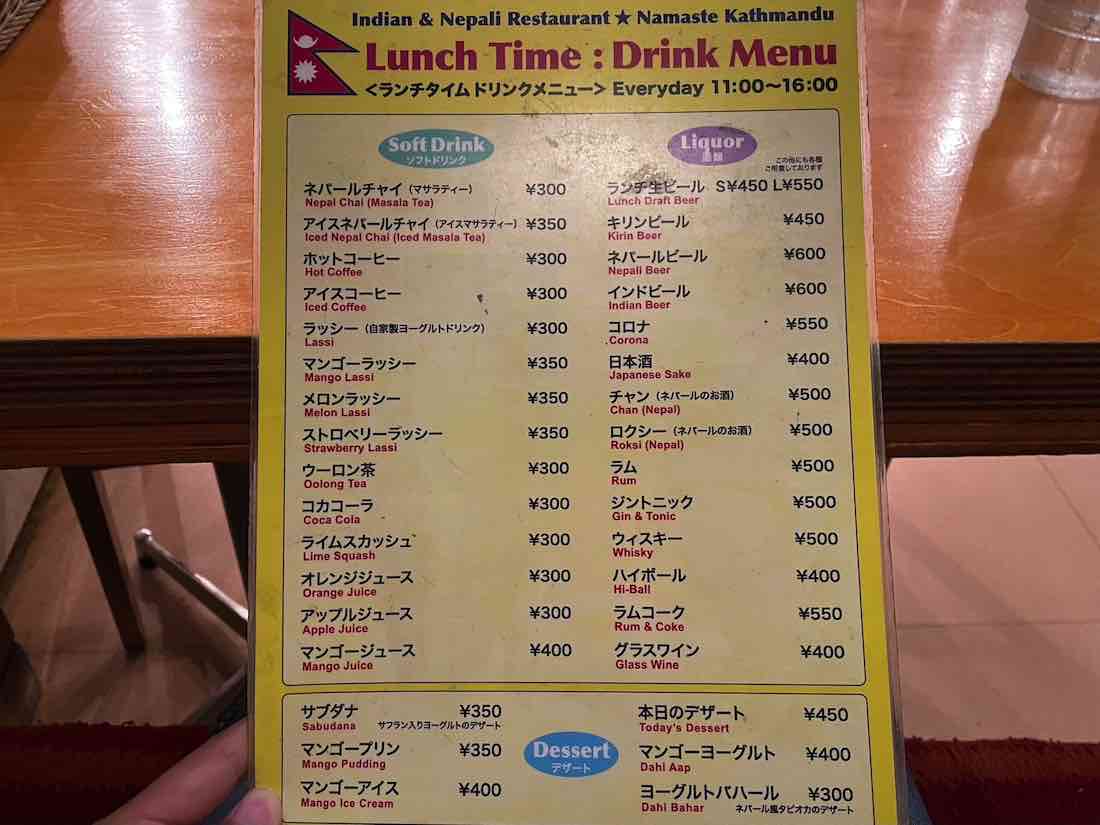 Indian & Nepali Restaurant ★ Namaste Kathmandu
Lunch Time : Drink Menu
<ランチタイムドリンクメニュー> Everyday 11:00〜16:00
Soft Drink
ソフトドリンク
ネパールチャイ（マサラティー） ¥300
Nepal Chai (Masala Tea)
アイスネパールチャイ（アイスマサラティー） ¥350
Iced Nepal Chai (Iced Masala Tea)
ホットコーヒー ¥300
Hot Coffee
アイスコーヒー ¥300
Iced Coffee
ラッシー（自家製ヨーグルトドリンク） ¥300
Lassi
マンゴーラッシー ¥350
Mango Lassi
メロンラッシー ¥350
Melon Lassi
ストロベリーラッシー ¥350
Strawberry Lassi
ウーロン茶 ¥300
Oolong Tea
コカコーラ ¥300
Coca Cola
ライムスカッシュ ¥300
Lime Squash
オレンジジュース ¥300
Orange Juice
アップルジュース ¥300
Apple Juice
マンゴージュース ¥400
Mango Juice
Liquor
酒類
この他にも各種
ご用意しております
ランチ生ビール S¥450 L¥550
Lunch Draft Beer
キリンビール ¥450
Kirin Beer
ネパールビール ¥600
Nepali Beer
インドビール ¥600
Indian Beer
コロナ ¥550
Corona
日本酒 ¥400
Japanese Sake
チャン（ネパールのお酒） ¥500
Chan (Nepal)
ロクシー（ネパールのお酒） ¥500
Roksi (Nepal)
ラム ¥500
Rum
ジントニック ¥500
Gin & Tonic
ウィスキー ¥500
Whisky
ハイボール ¥400
Hi-Ball
ラムコーク ¥550
Rum & Coke
グラスワイン ¥400
Glass Wine
Dessert
デザート
サブダナ ¥350
Sabudana サフラン入りヨーグルトのデザート
マンゴープリン ¥350
Mango Pudding
マンゴーアイス ¥400
Mango Ice Cream
本日のデザート ¥450
Today's Dessert
マンゴーヨーグルト ¥400
Dahi Aap
ヨーグルトバハール ¥300
Dahi Bahar ネパール風タピオカのデザート